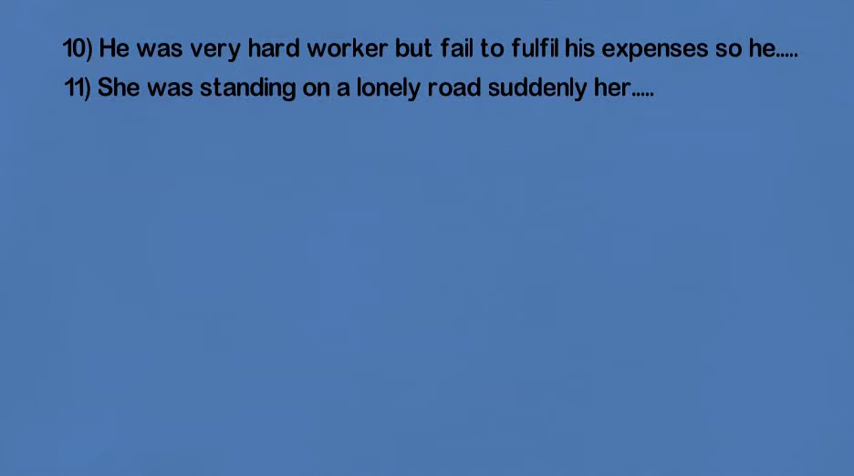 10) He was very hard worker but fail to fulfil his expenses so he.....
11) She was standing on a lonely road suddenly her.....